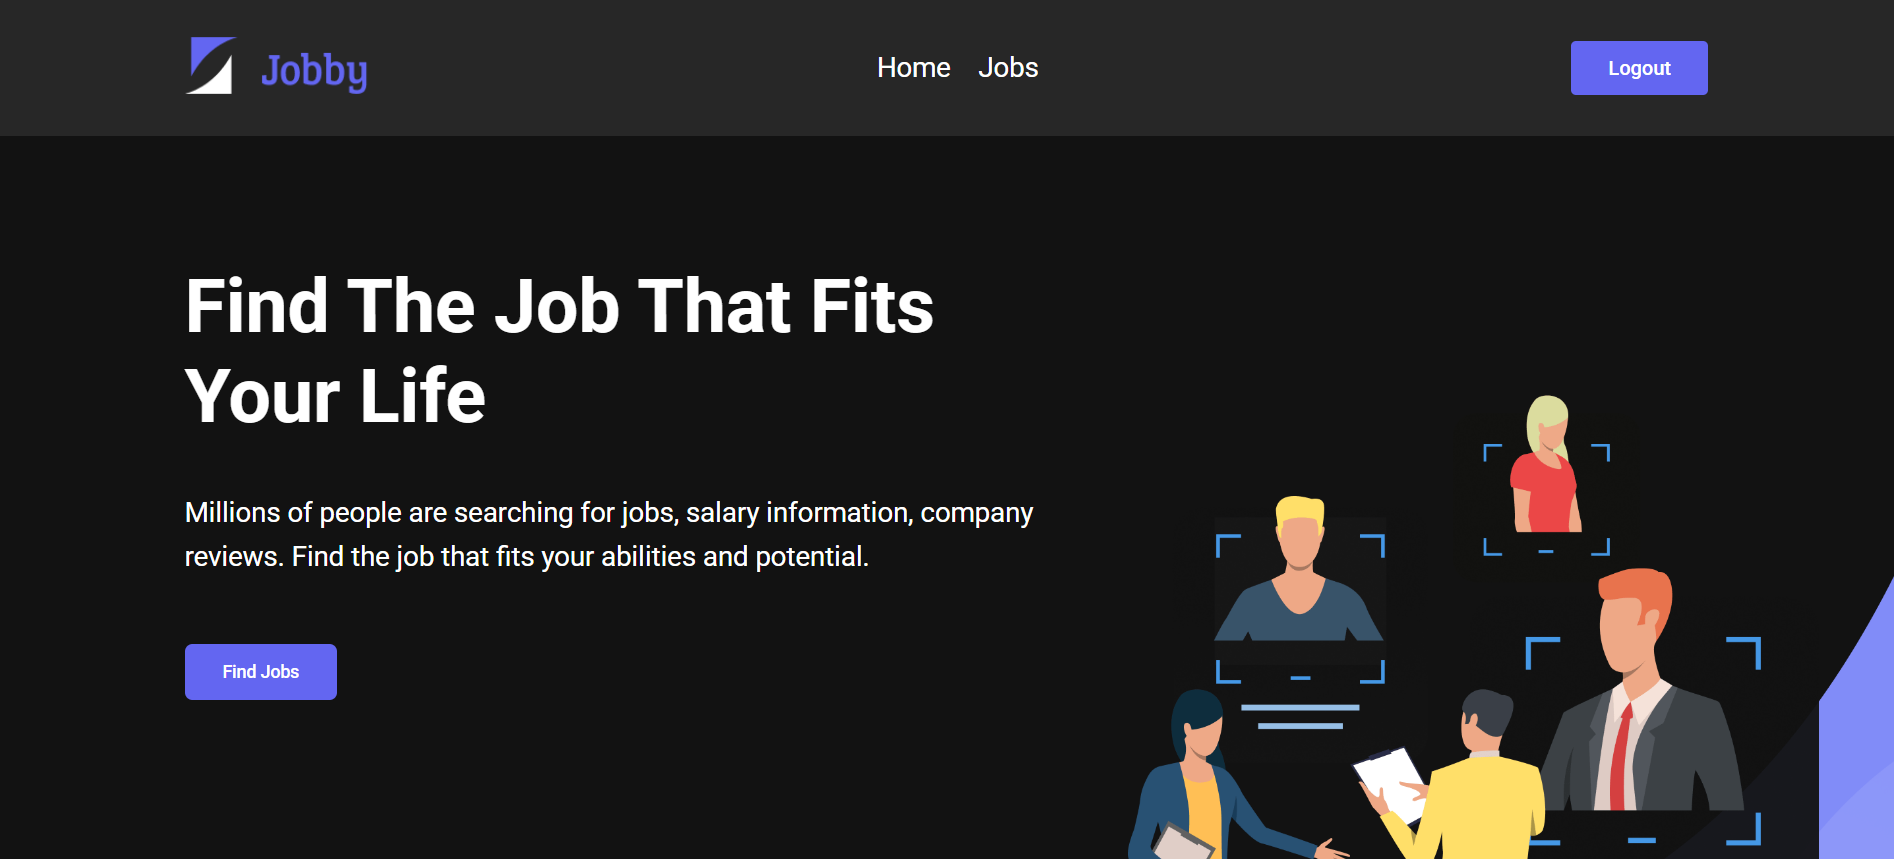 Jobby
Home Jobs
Logout
Find The Job That Fits
Your Life
Millions of people are searching for jobs, salary information, company
reviews. Find the job that fits your abilities and potential.
Find Jobs